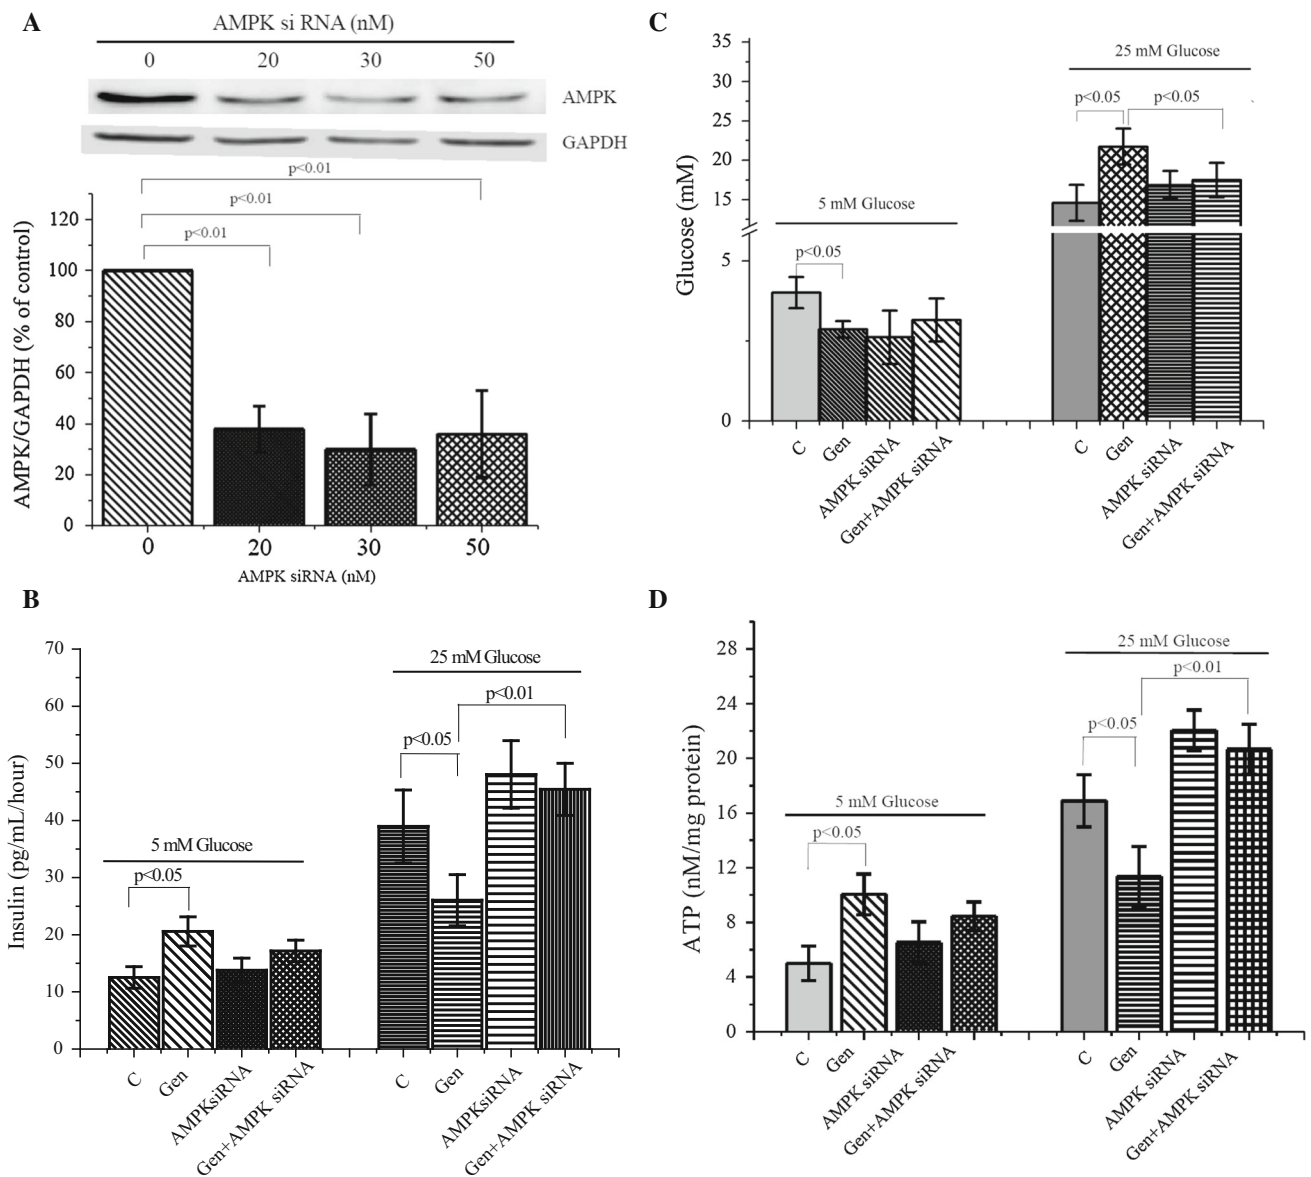 A
AMPK si RNA (nM)
0 20 30 50
AMPK
GAPDH
p<0.01
p<0.01
p<0.01
AMPK/GAPDH (% of control)
120
100
80
60
40
20
0
0 20 30 50
AMPK siRNA (nM)
C
35
30
25
20
15
5
0
Glucose (mM)
25 mM Glucose
p<0.05 p<0.05
5 mM Glucose
p<0.05
C Gen AMPK siRNA Gen+AMPK siRNA
C Gen AMPK siRNA Gen+AMPK siRNA
B
70
60
50
40
30
20
10
0
Insulin (pg/mL/hour)
25 mM Glucose
p<0.01
p<0.05
5 mM Glucose
p<0.05
C Gen AMPKsiRNA Gen+AMPK siRNA
C Gen AMPKsiRNA Gen+AMPK siRNA
D
28
24
20
16
12
8
4
0
ATP (nM/mg protein)
25 mM Glucose
p<0.01
p<0.05
5 mM Glucose
p<0.05
C Gen AMPK siRNA Gen+AMPK siRNA
C Gen AMPK siRNA Gen+AMPK siRNA